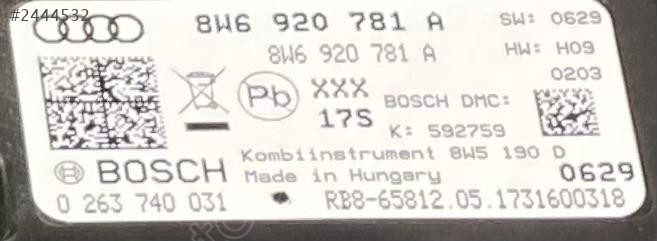 #2444532
8W6 920 781 A
SW: 0629
8W6 920 781 A
HW: H09
0203
Pb
XXX
17S
BOSCH DMC:
K: 592759
Kombiinstrument 8W5 190 D
BOSCH
Made in Hungary
0629
0 263 740 031
RB8-65812.05.1731600318